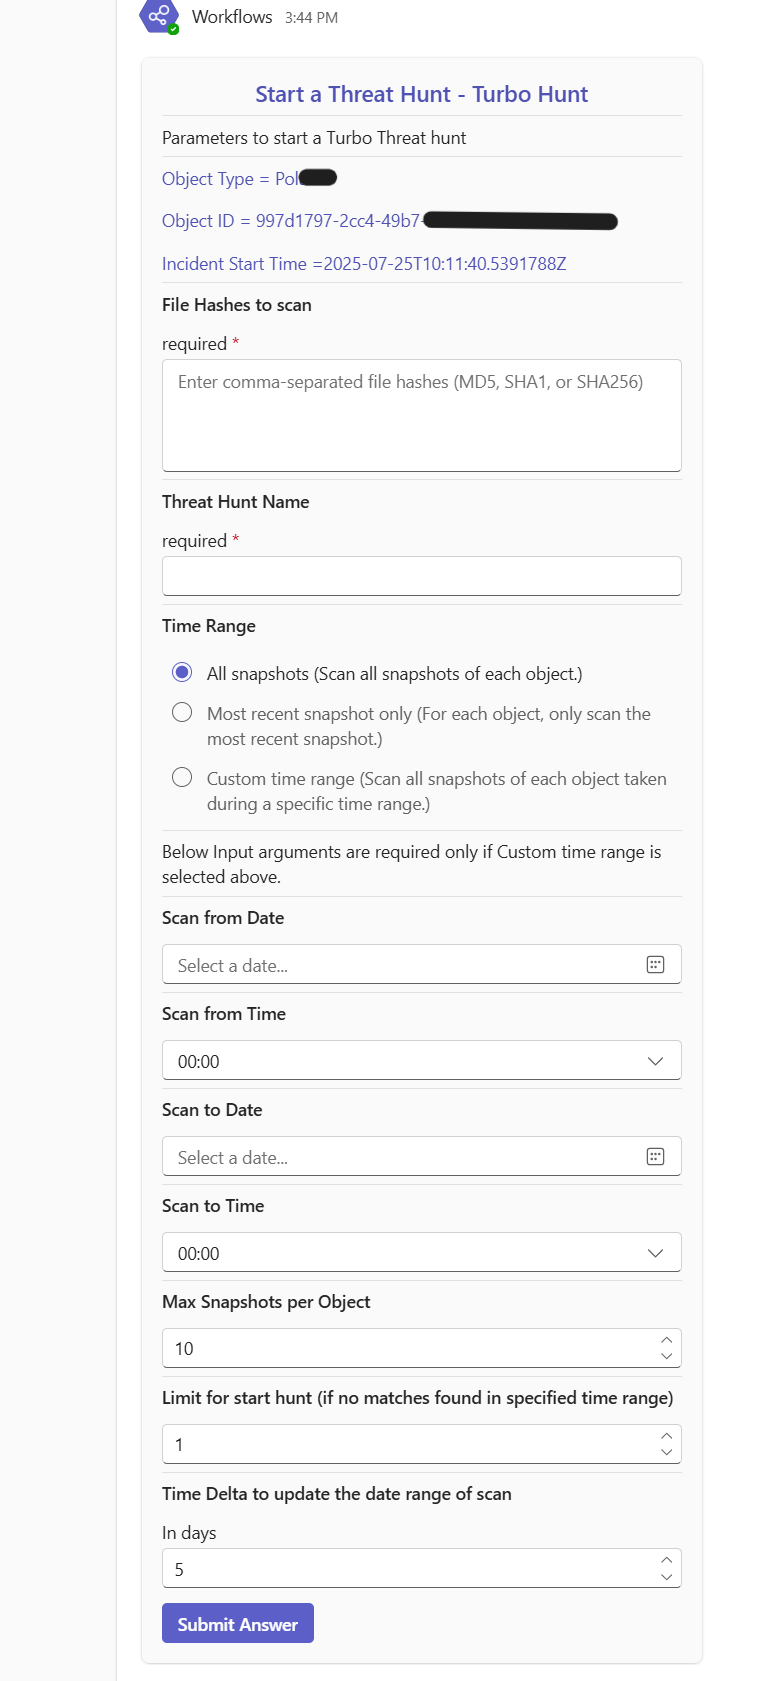 Workflows 3:44 PM
Start a Threat Hunt - Turbo Hunt
Parameters to start a Turbo Threat hunt
Object Type = Pol
Object ID = 997d1797-2cc4-49b7-
Incident Start Time =2025-07-25T10:11:40.5391788Z
File Hashes to scan
required *
Enter comma-separated file hashes (MD5, SHA1, or SHA256)
Threat Hunt Name
required *
Time Range
All snapshots (Scan all snapshots of each object.)
Most recent snapshot only (For each object, only scan the
most recent snapshot.)
Custom time range (Scan all snapshots of each object taken
during a specific time range.)
Below Input arguments are required only if Custom time range is
selected above.
Scan from Date
Select a date...
Scan from Time
00:00
Scan to Date
Select a date...
Scan to Time
00:00
Max Snapshots per Object
10
Limit for start hunt (if no matches found in specified time range)
1
Time Delta to update the date range of scan
In days
5
Submit Answer